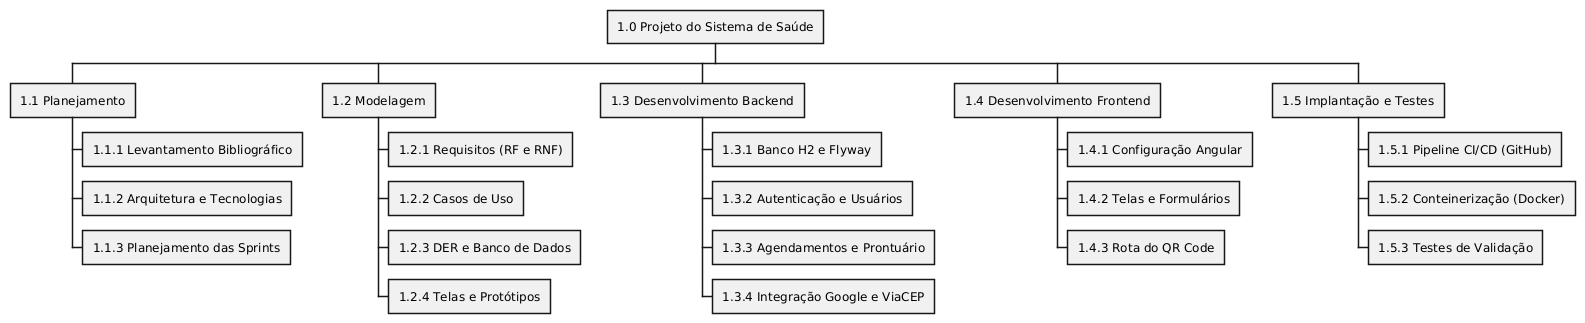 1.0 Projeto do Sistema de Saúde
1.1 Planejamento
1.1.1 Levantamento Bibliográfico
1.1.2 Arquitetura e Tecnologias
1.1.3 Planejamento das Sprints
1.2 Modelagem
1.2.1 Requisitos (RF e RNF)
1.2.2 Casos de Uso
1.2.3 DER e Banco de Dados
1.2.4 Telas e Protótipos
1.3 Desenvolvimento Backend
1.3.1 Banco H2 e Flyway
1.3.2 Autenticação e Usuários
1.3.3 Agendamentos e Prontuário
1.3.4 Integração Google e ViaCEP
1.4 Desenvolvimento Frontend
1.4.1 Configuração Angular
1.4.2 Telas e Formulários
1.4.3 Rota do QR Code
1.5 Implantação e Testes
1.5.1 Pipeline CI/CD (GitHub)
1.5.2 Conteinerização (Docker)
1.5.3 Testes de Validação